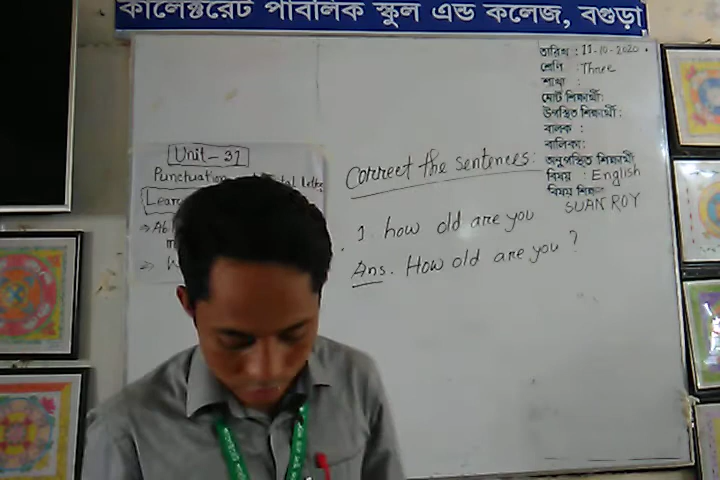 কালেক্টরেট পাবলিক স্কুল এন্ড কলেজ, বগুড়া
তারিখ : 11-10-2020
শ্রেণি : Three
শাখা :
মোট শিক্ষার্থী:
উপস্থিত শিক্ষার্থী:
বালক :
বালিকা:
অনুপস্থিত শিক্ষার্থী
বিষয় : English
বিষয় শিক্ষক
SUAN ROY
Unit-31
Punctuation
Correct the sentences:
1. how old are you
Ans. How old are you ?